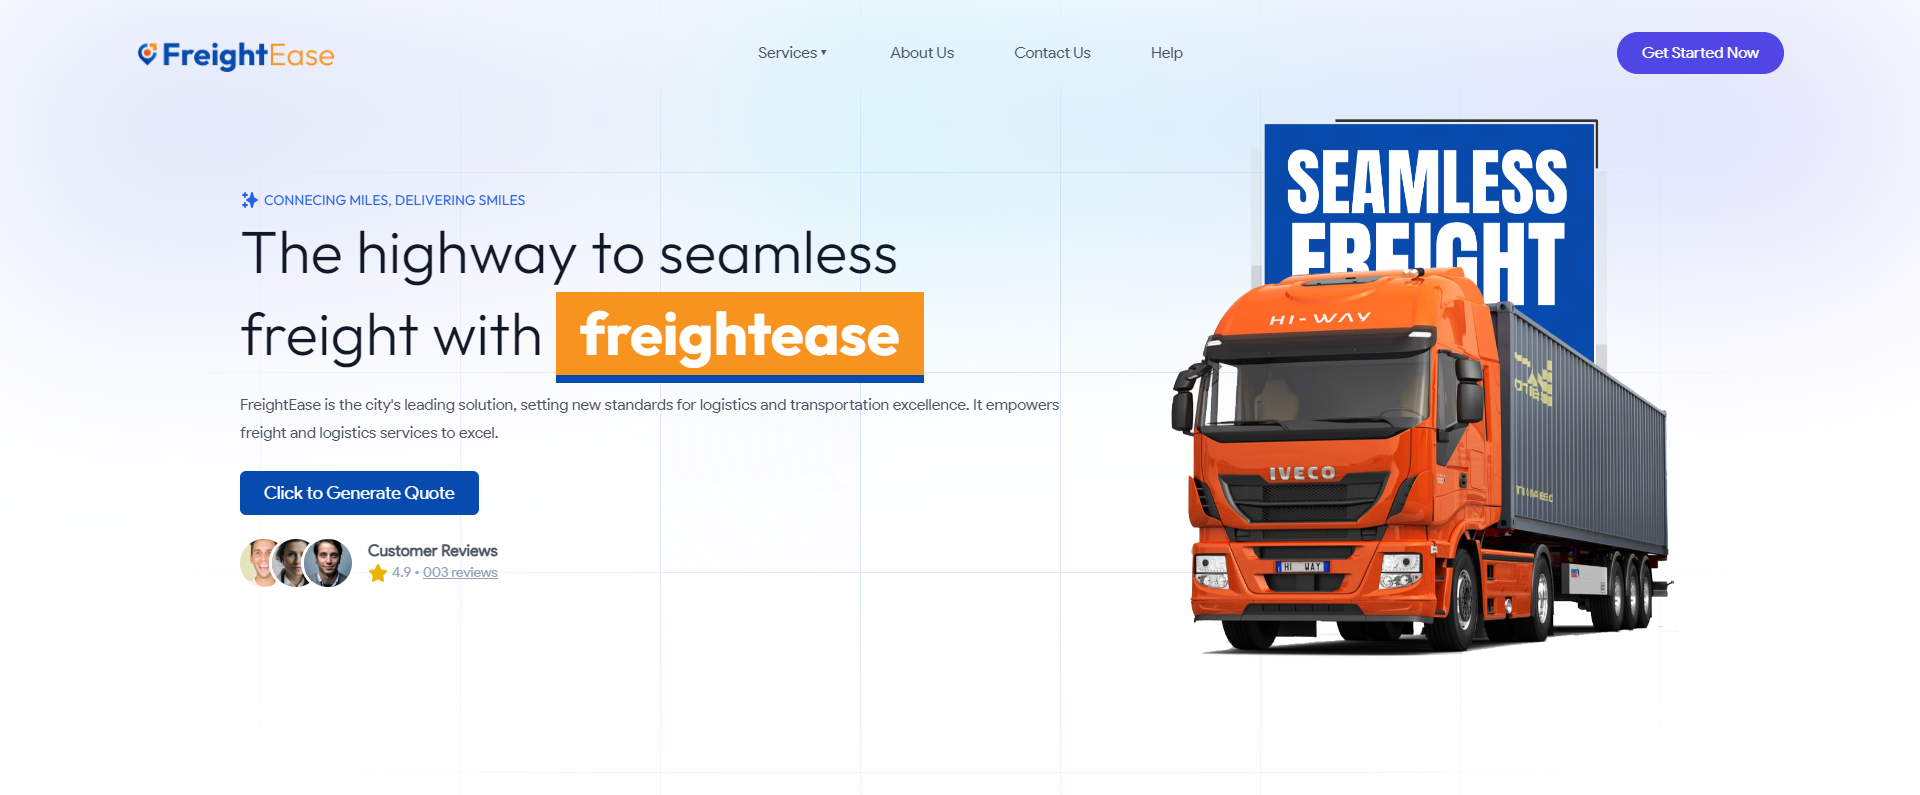 FreightEase
Services ▾
About Us
Contact Us
Help
Get Started Now
CONNECING MILES, DELIVERING SMILES
The highway to seamless
freight with freightease
FreightEase is the city's leading solution, setting new standards for logistics and transportation excellence. It empowers
freight and logistics services to excel.
Click to Generate Quote
Customer Reviews
4.9 • 003 reviews
SEAMLESS
FREIGHT
HI-WAY
IVECO
HI WAY